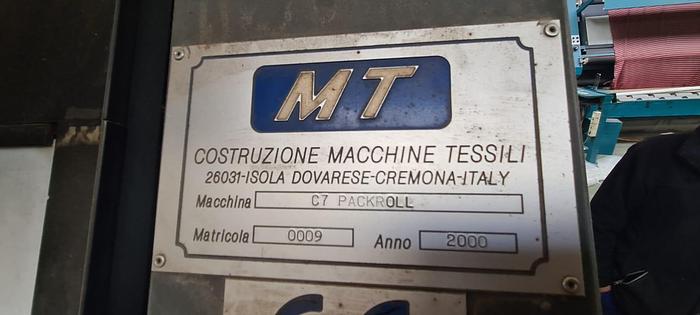 MT
COSTRUZIONE MACCHINE TESSILI
26031-ISOLA DOVARESE-CREMONA-ITALY
Macchina C7 PACKROLL
Matricola 0009 Anno 2000